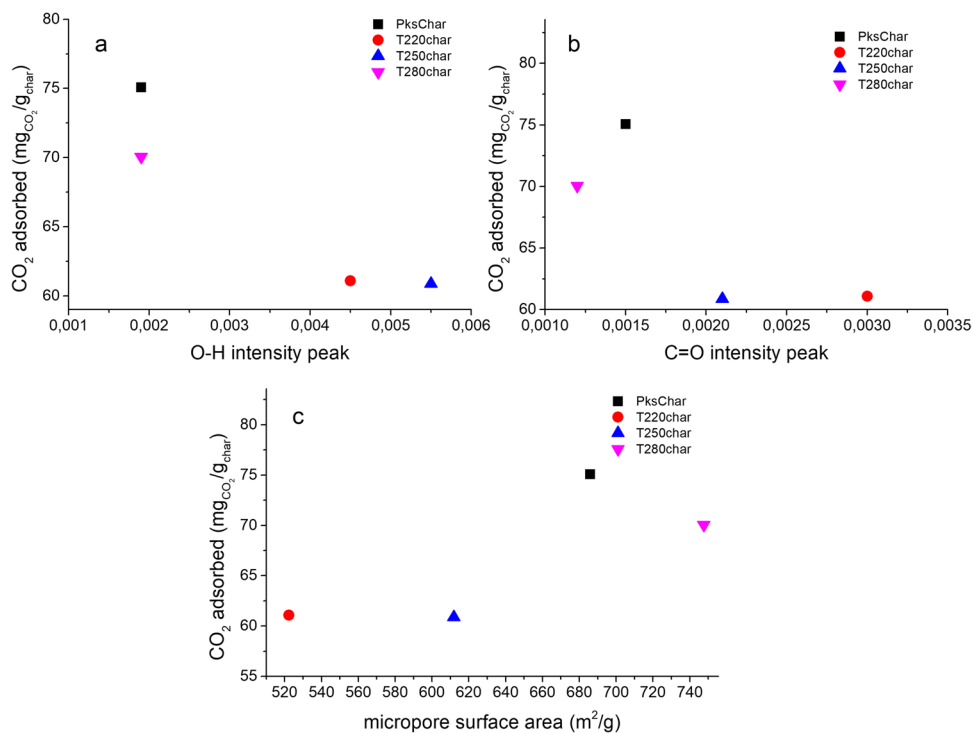 a
PksChar
T220char
T250char
T280char
CO2 adsorbed (mgCO2/gchar)
80
75
70
65
60
0,001 0,002 0,003 0,004 0,005 0,006
O-H intensity peak
b
PksChar
T220char
T250char
T280char
CO2 adsorbed (mgCO2/gchar)
80
75
70
65
60
0,0010 0,0015 0,0020 0,0025 0,0030 0,0035
C=O intensity peak
c
PksChar
T220char
T250char
T280char
CO2 adsorbed (mgCO2/gchar)
80
75
70
65
60
55
520 540 560 580 600 620 640 660 680 700 720 740
micropore surface area (m2/g)